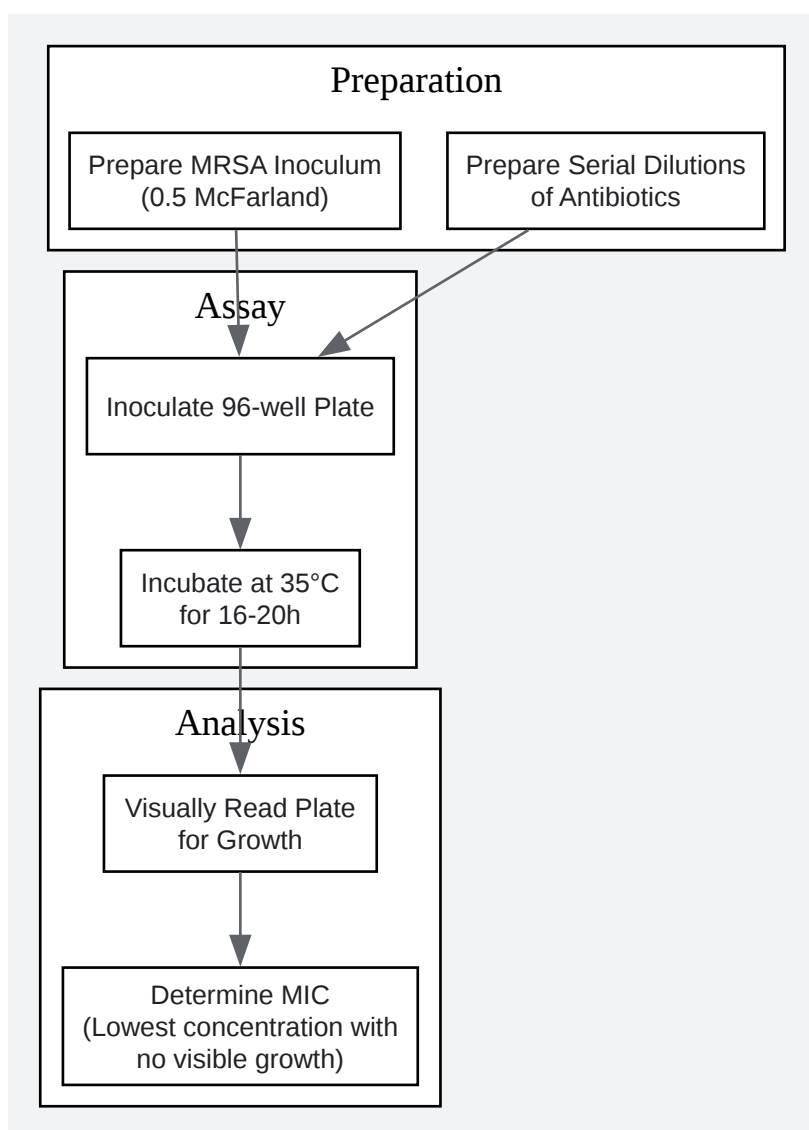 Preparation
Prepare MRSA Inoculum
(0.5 McFarland)
Prepare Serial Dilutions
of Antibiotics
Assay
Inoculate 96-well Plate
Incubate at 35°C
for 16-20h
Analysis
Visually Read Plate
for Growth
Determine MIC
(Lowest concentration with
no visible growth)